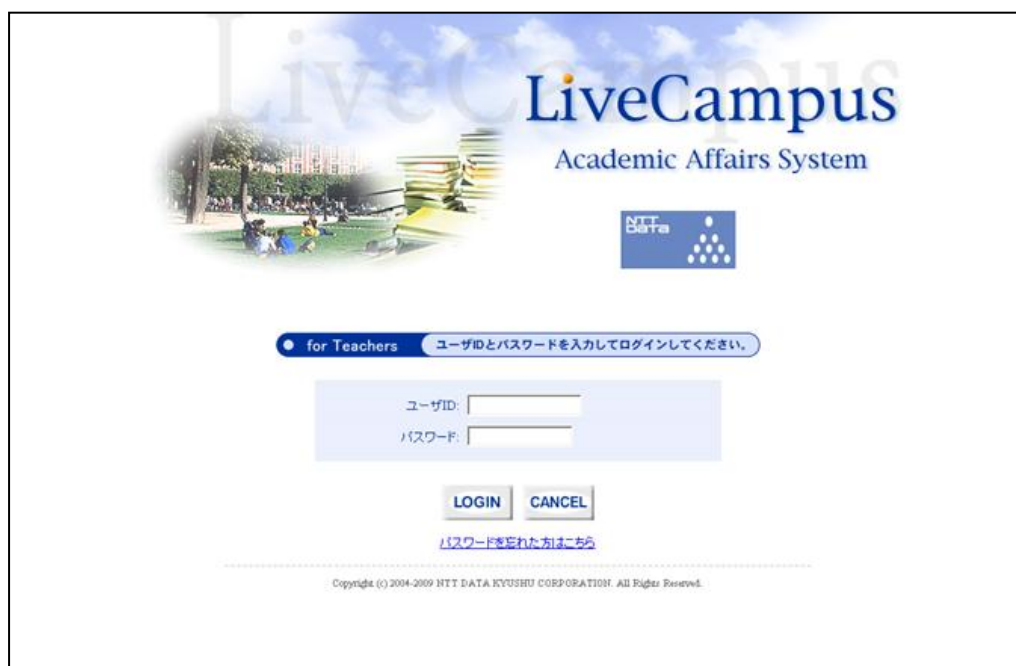 LiveCampus
LiveCampus
Academic Affairs System
NTT
DATA
for Teachers ユーザIDとパスワードを入力してログインしてください。
ユーザID:
パスワード:
LOGIN CANCEL
パスワードを忘れた方はこちら
Copyright (c) 2004-2009 NTT DATA KYUSHU CORPORATION. All Rights Reserved.